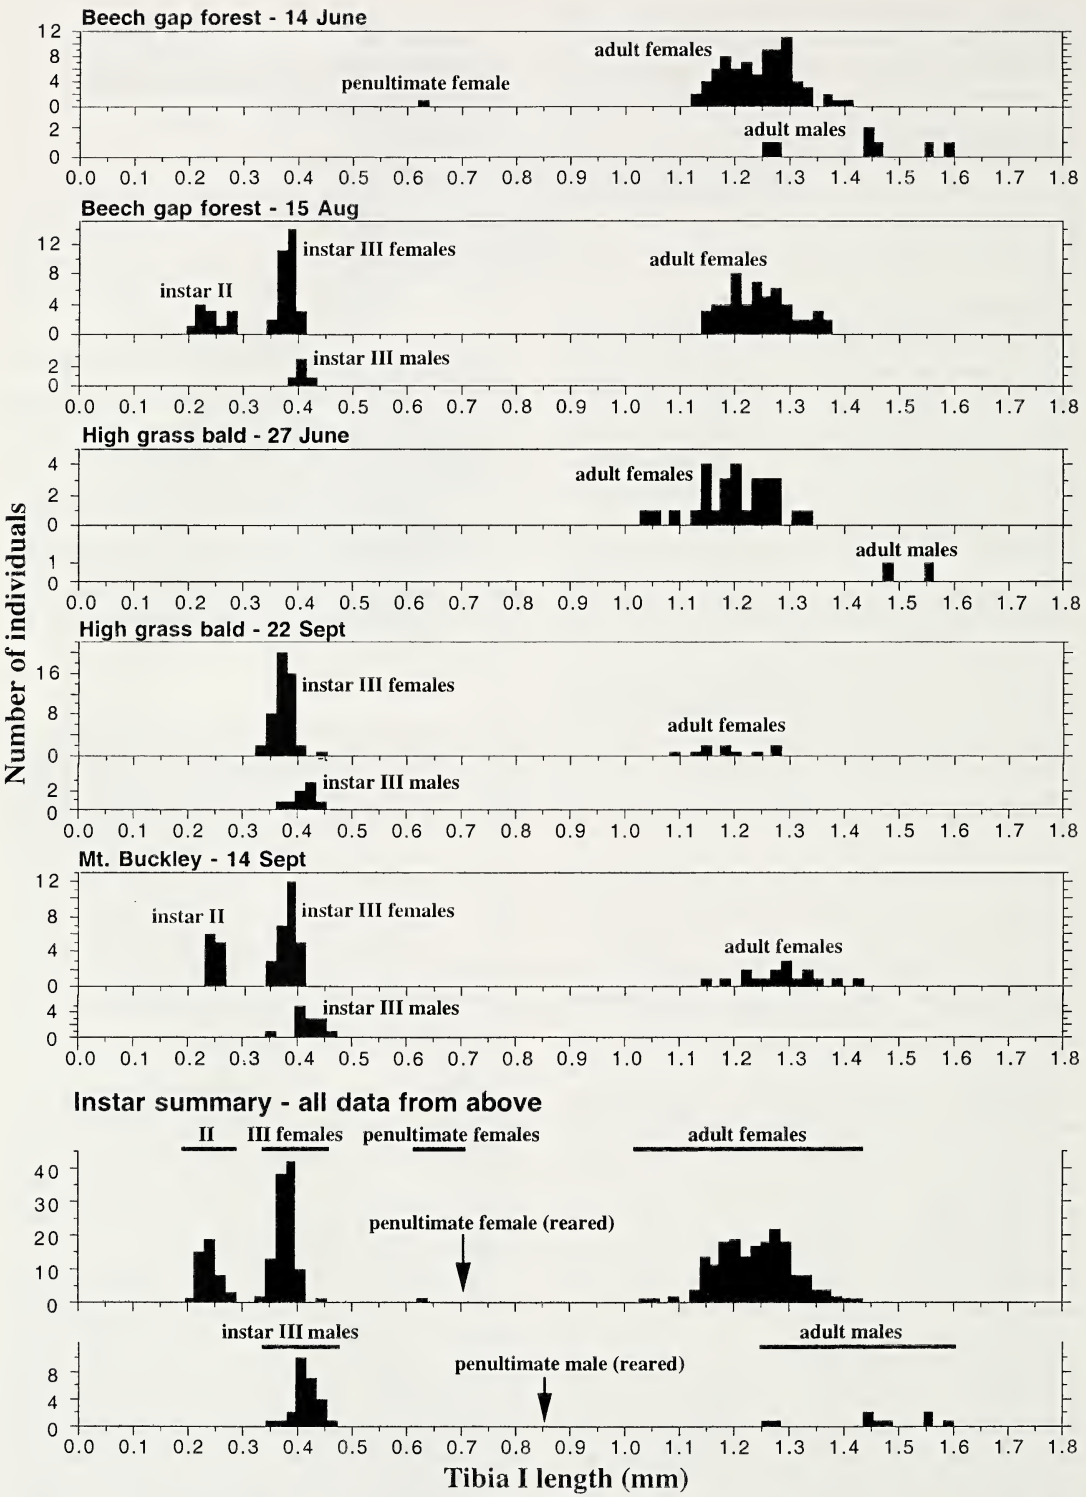 Beech gap forest - 14 June
12
8
4
0
adult females
penultimate female
2
0
adult males
0.0 0.1 0.2 0.3 0.4 0.5 0.6 0.7 0.8 0.9 1.0 1.1 1.2 1.3 1.4 1.5 1.6 1.7 1.8
Beech gap forest - 15 Aug
12
8
4
0
instar II
instar III females
adult females
2
0
instar III males
0.0 0.1 0.2 0.3 0.4 0.5 0.6 0.7 0.8 0.9 1.0 1.1 1.2 1.3 1.4 1.5 1.6 1.7 1.8
High grass bald - 27 June
4
2
0
adult females
1
0
adult males
0.0 0.1 0.2 0.3 0.4 0.5 0.6 0.7 0.8 0.9 1.0 1.1 1.2 1.3 1.4 1.5 1.6 1.7 1.8
Number of individuals
High grass bald - 22 Sept
16
8
0
instar III females
adult females
2
0
instar III males
0.0 0.1 0.2 0.3 0.4 0.5 0.6 0.7 0.8 0.9 1.0 1.1 1.2 1.3 1.4 1.5 1.6 1.7 1.8
Mt. Buckley - 14 Sept
12
8
4
0
instar II
instar III females
adult females
4
0
instar III males
0.0 0.1 0.2 0.3 0.4 0.5 0.6 0.7 0.8 0.9 1.0 1.1 1.2 1.3 1.4 1.5 1.6 1.7 1.8
Instar summary - all data from above
II III females penultimate females adult females
40
30
20
10
0
penultimate female (reared)
instar III males adult males
8
4
0
penultimate male (reared)
0.0 0.1 0.2 0.3 0.4 0.5 0.6 0.7 0.8 0.9 1.0 1.1 1.2 1.3 1.4 1.5 1.6 1.7 1.8
Tibia I length (mm)